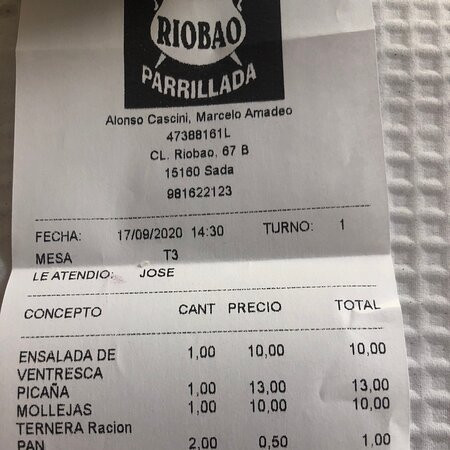 RIOBAO
PARRILLADA
Alonso Cascini, Marcelo Amadeo
47388161L
CL. Riobao, 67 B
15160 Sada
981622123
FECHA: 17/09/2020 14:30 TURNO: 1
MESA T3
LE ATENDIO: JOSE
CONCEPTO CANT PRECIO TOTAL
ENSALADA DE 1,00 10,00 10,00
VENTRESCA
PICAÑA 1,00 13,00 13,00
MOLLEJAS 1,00 10,00 10,00
TERNERA Racion
PAN 2,00 0,50 1,00